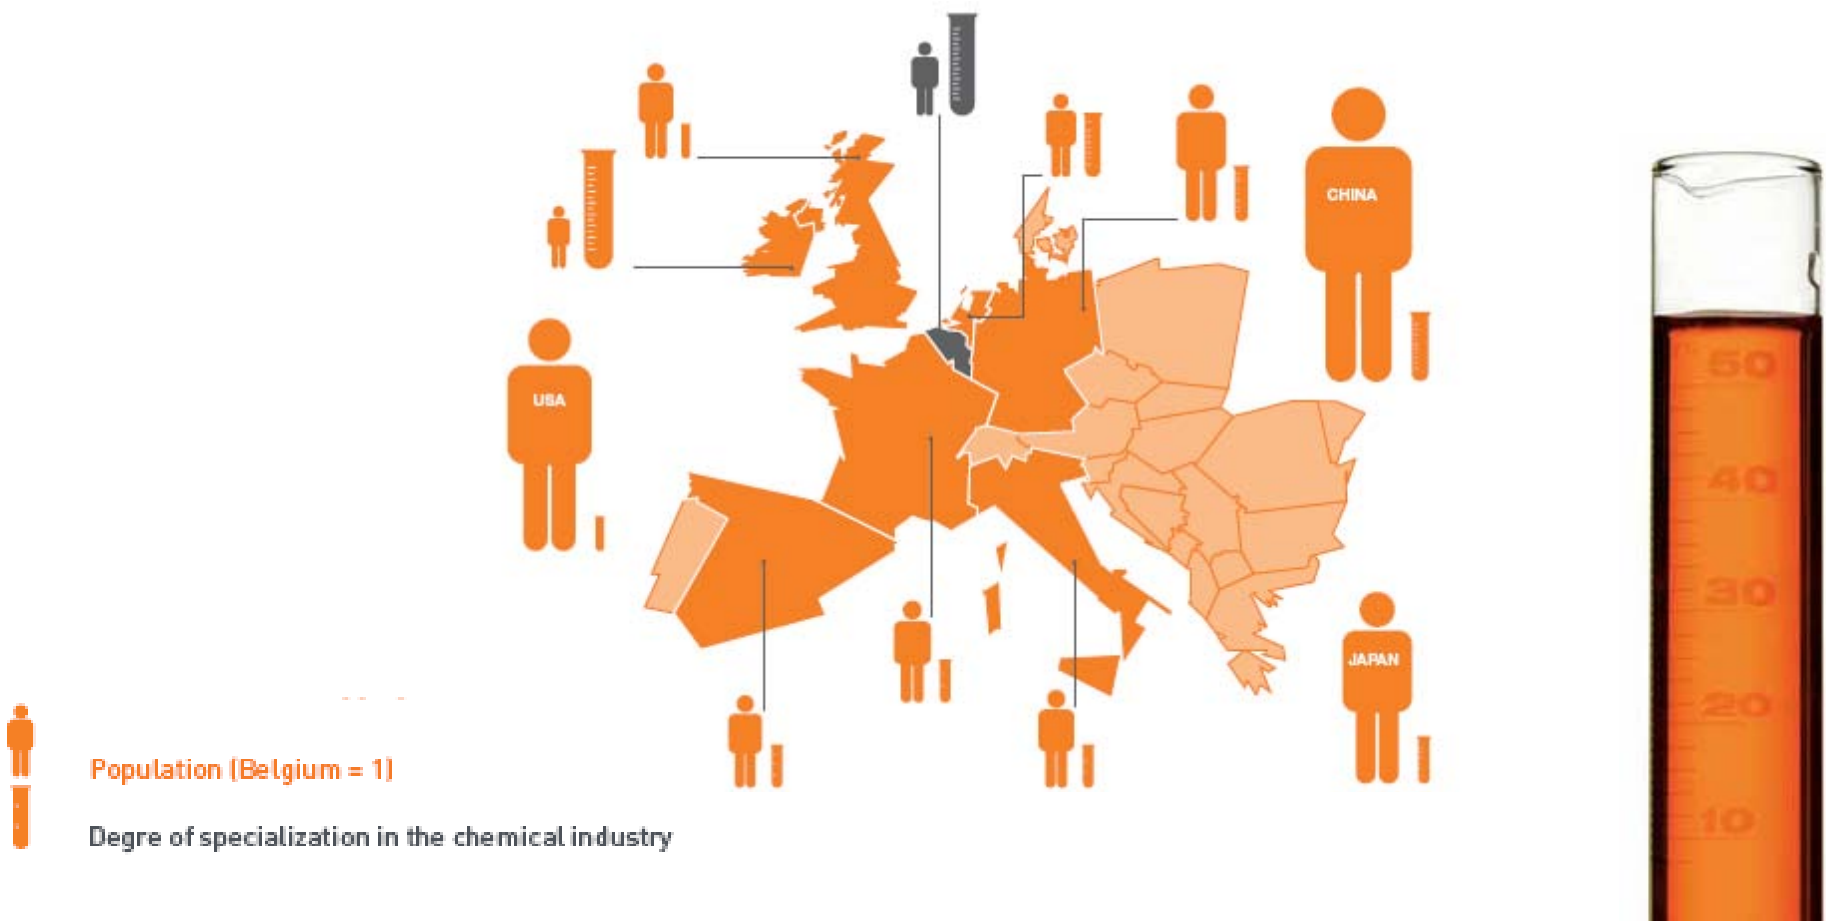 CHINA
USA
JAPAN
Population (Belgium = 1)
Degre of specialization in the chemical industry
50
40
30
20
10